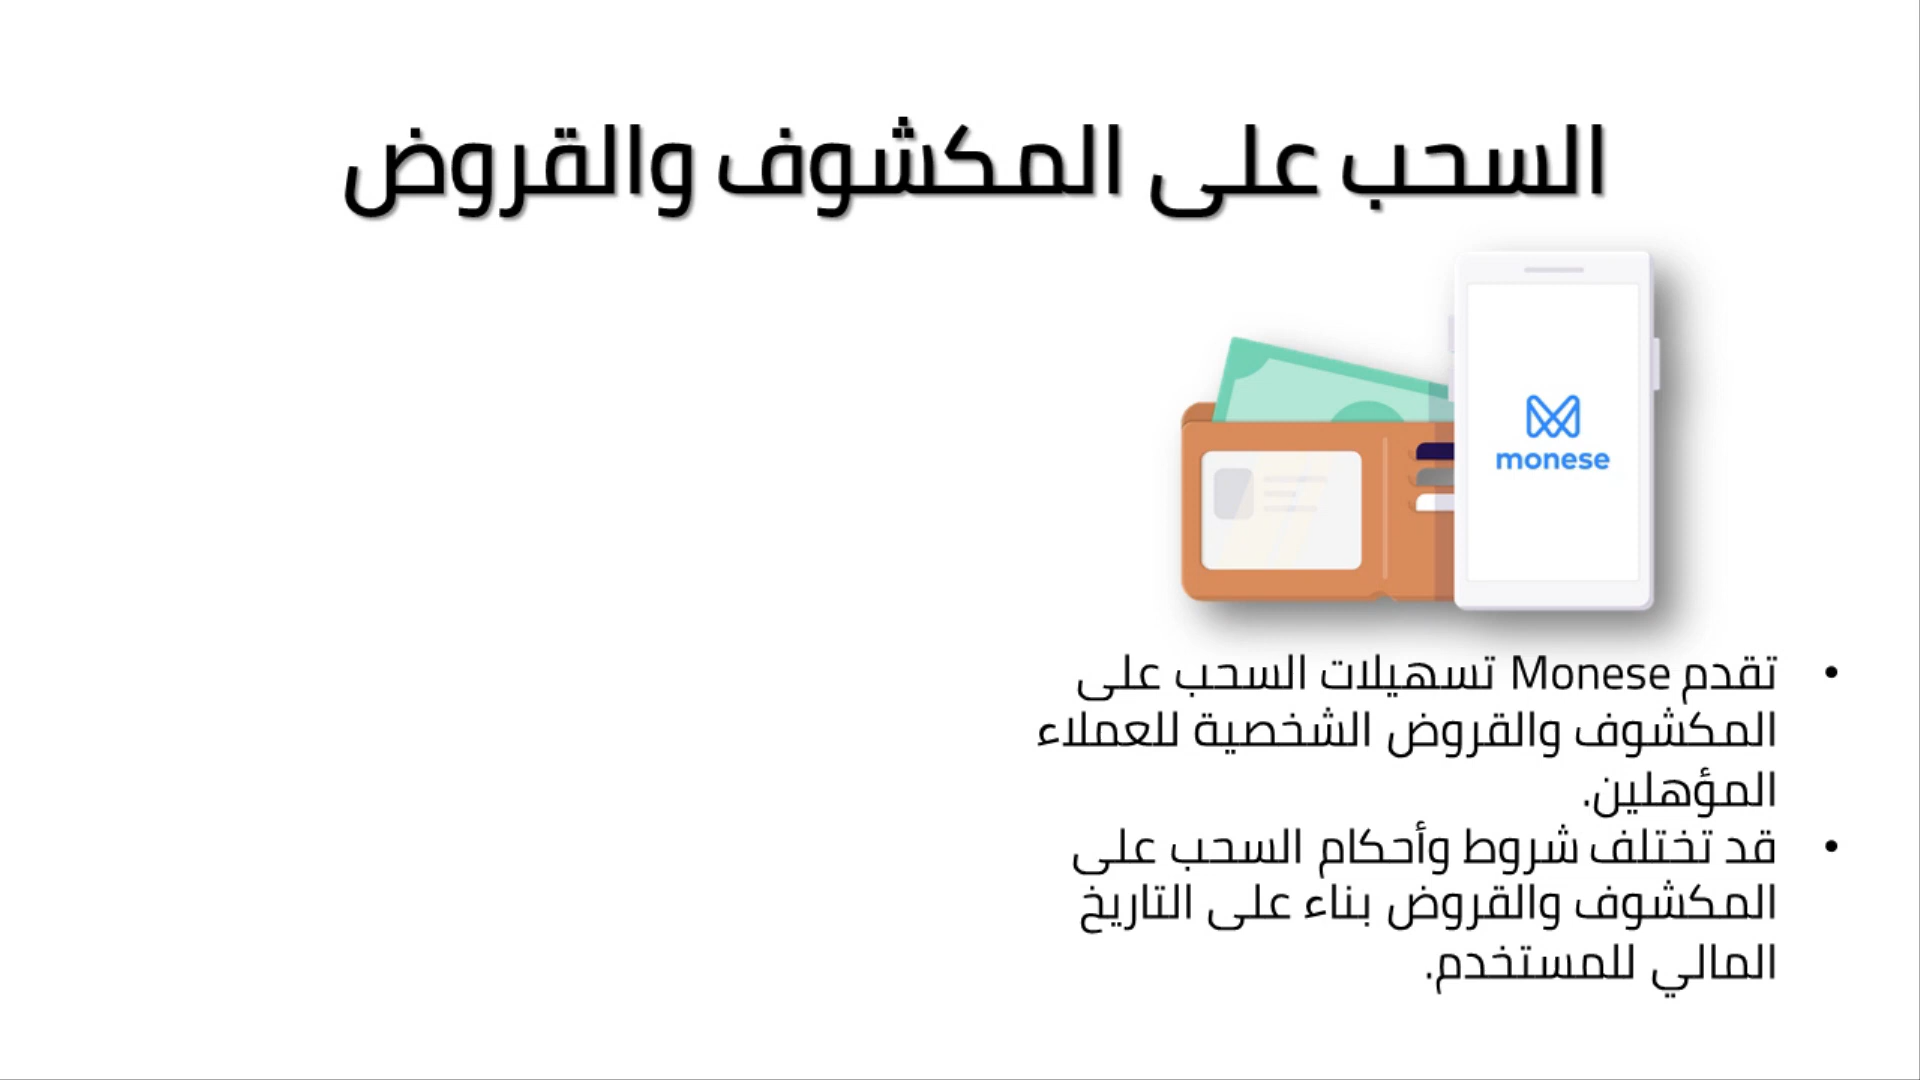 السحب على المكشوف والقروض
monese
• تقدم Monese تسهيلات السحب على
المكشوف والقروض الشخصية للعملاء
المؤهلين.
• قد تختلف شروط وأحكام السحب على
المكشوف والقروض بناء على التاريخ
المالي للمستخدم.